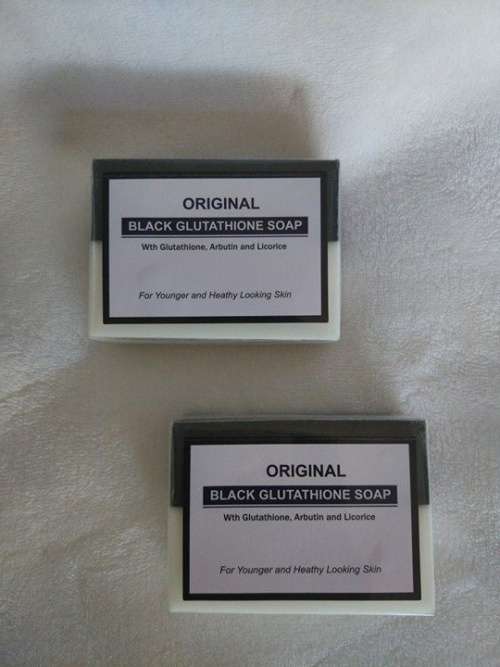 ORIGINAL
BLACK GLUTATHIONE SOAP
Wth Glutathione, Arbutin and Licorice
For Younger and Heathy Looking Skin
ORIGINAL
BLACK GLUTATHIONE SOAP
Wth Glutathione, Arbutin and Licorice
For Younger and Heathy Looking Skin